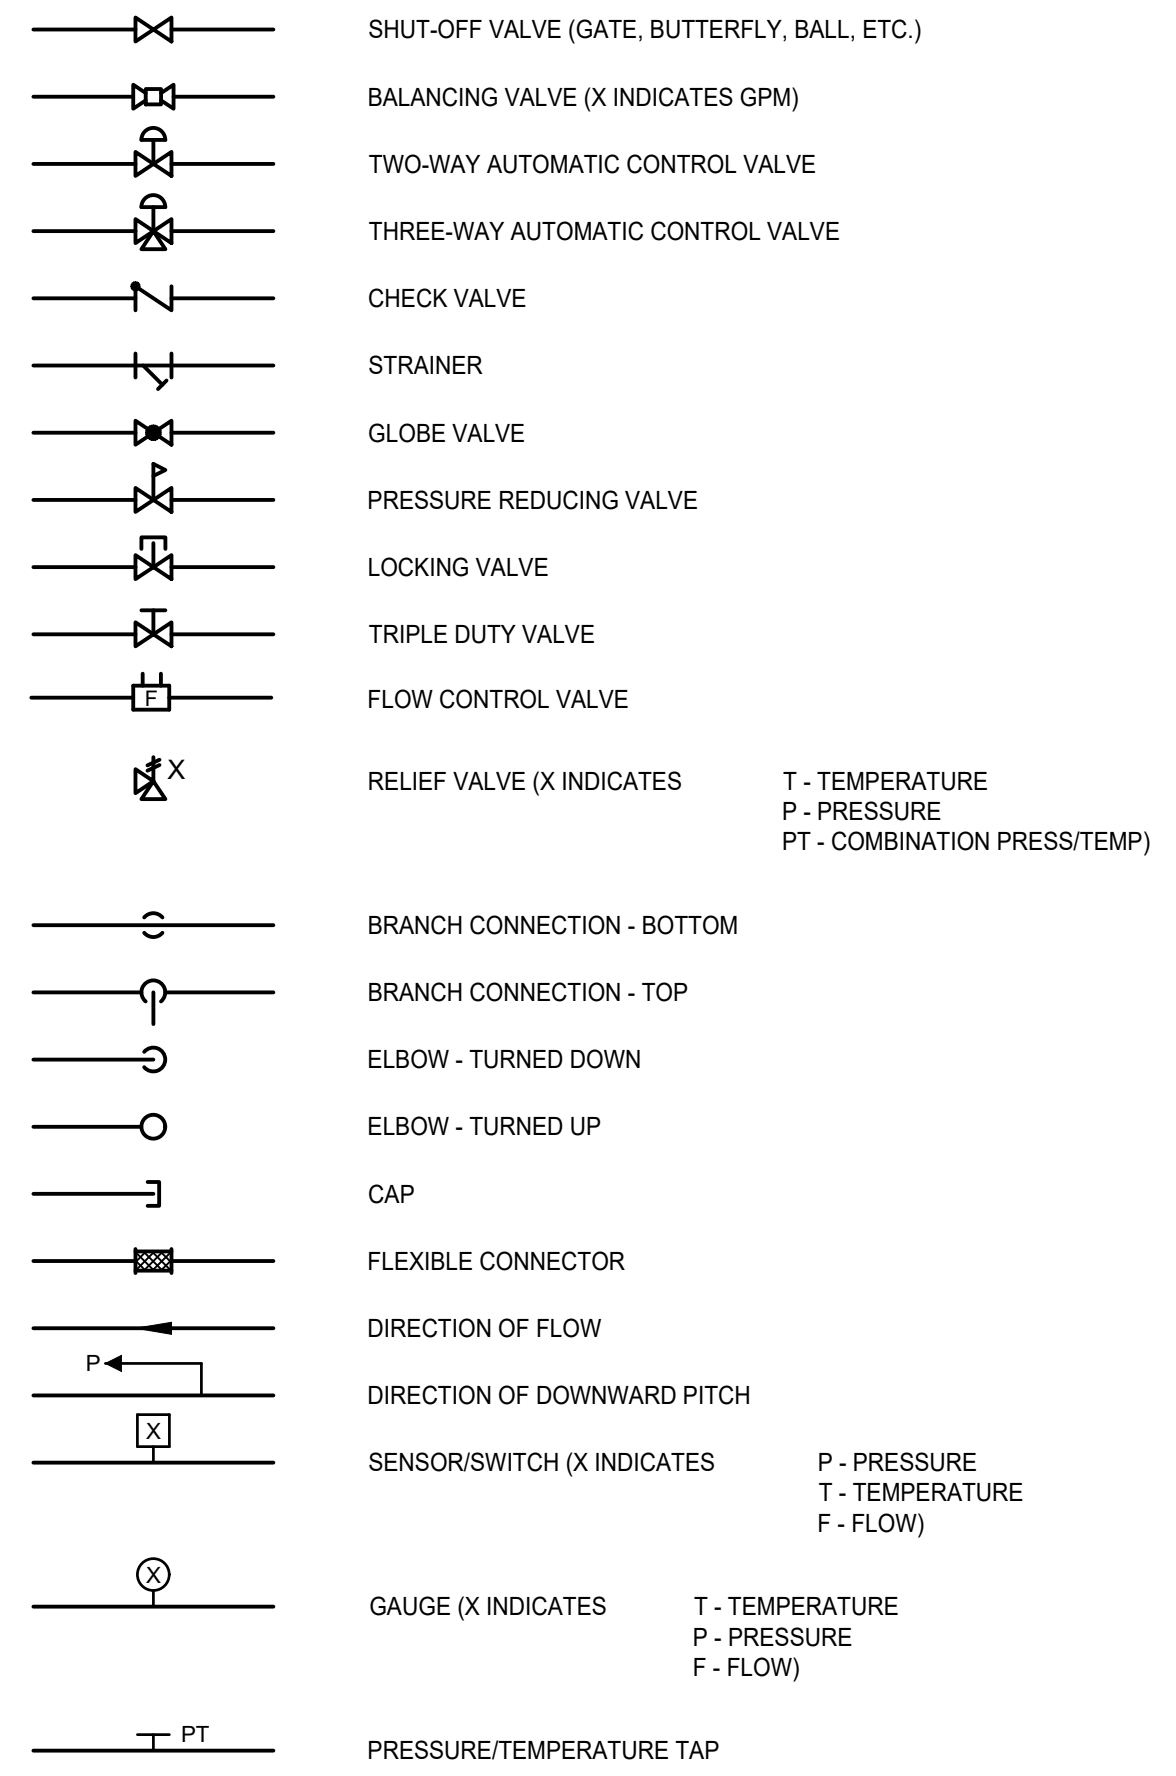 SHUT-OFF VALVE (GATE, BUTTERFLY, BALL, ETC.)
BALANCING VALVE (X INDICATES GPM)
TWO-WAY AUTOMATIC CONTROL VALVE
THREE-WAY AUTOMATIC CONTROL VALVE
CHECK VALVE
STRAINER
GLOBE VALVE
PRESSURE REDUCING VALVE
LOCKING VALVE
TRIPLE DUTY VALVE
F FLOW CONTROL VALVE
X RELIEF VALVE (X INDICATES T - TEMPERATURE
P - PRESSURE
PT - COMBINATION PRESS/TEMP)
BRANCH CONNECTION - BOTTOM
BRANCH CONNECTION - TOP
ELBOW - TURNED DOWN
ELBOW - TURNED UP
CAP
FLEXIBLE CONNECTOR
DIRECTION OF FLOW
P
DIRECTION OF DOWNWARD PITCH
X
SENSOR/SWITCH (X INDICATES P - PRESSURE
T - TEMPERATURE
F - FLOW)
X
GAUGE (X INDICATES T - TEMPERATURE
P - PRESSURE
F - FLOW)
PT
PRESSURE/TEMPERATURE TAP